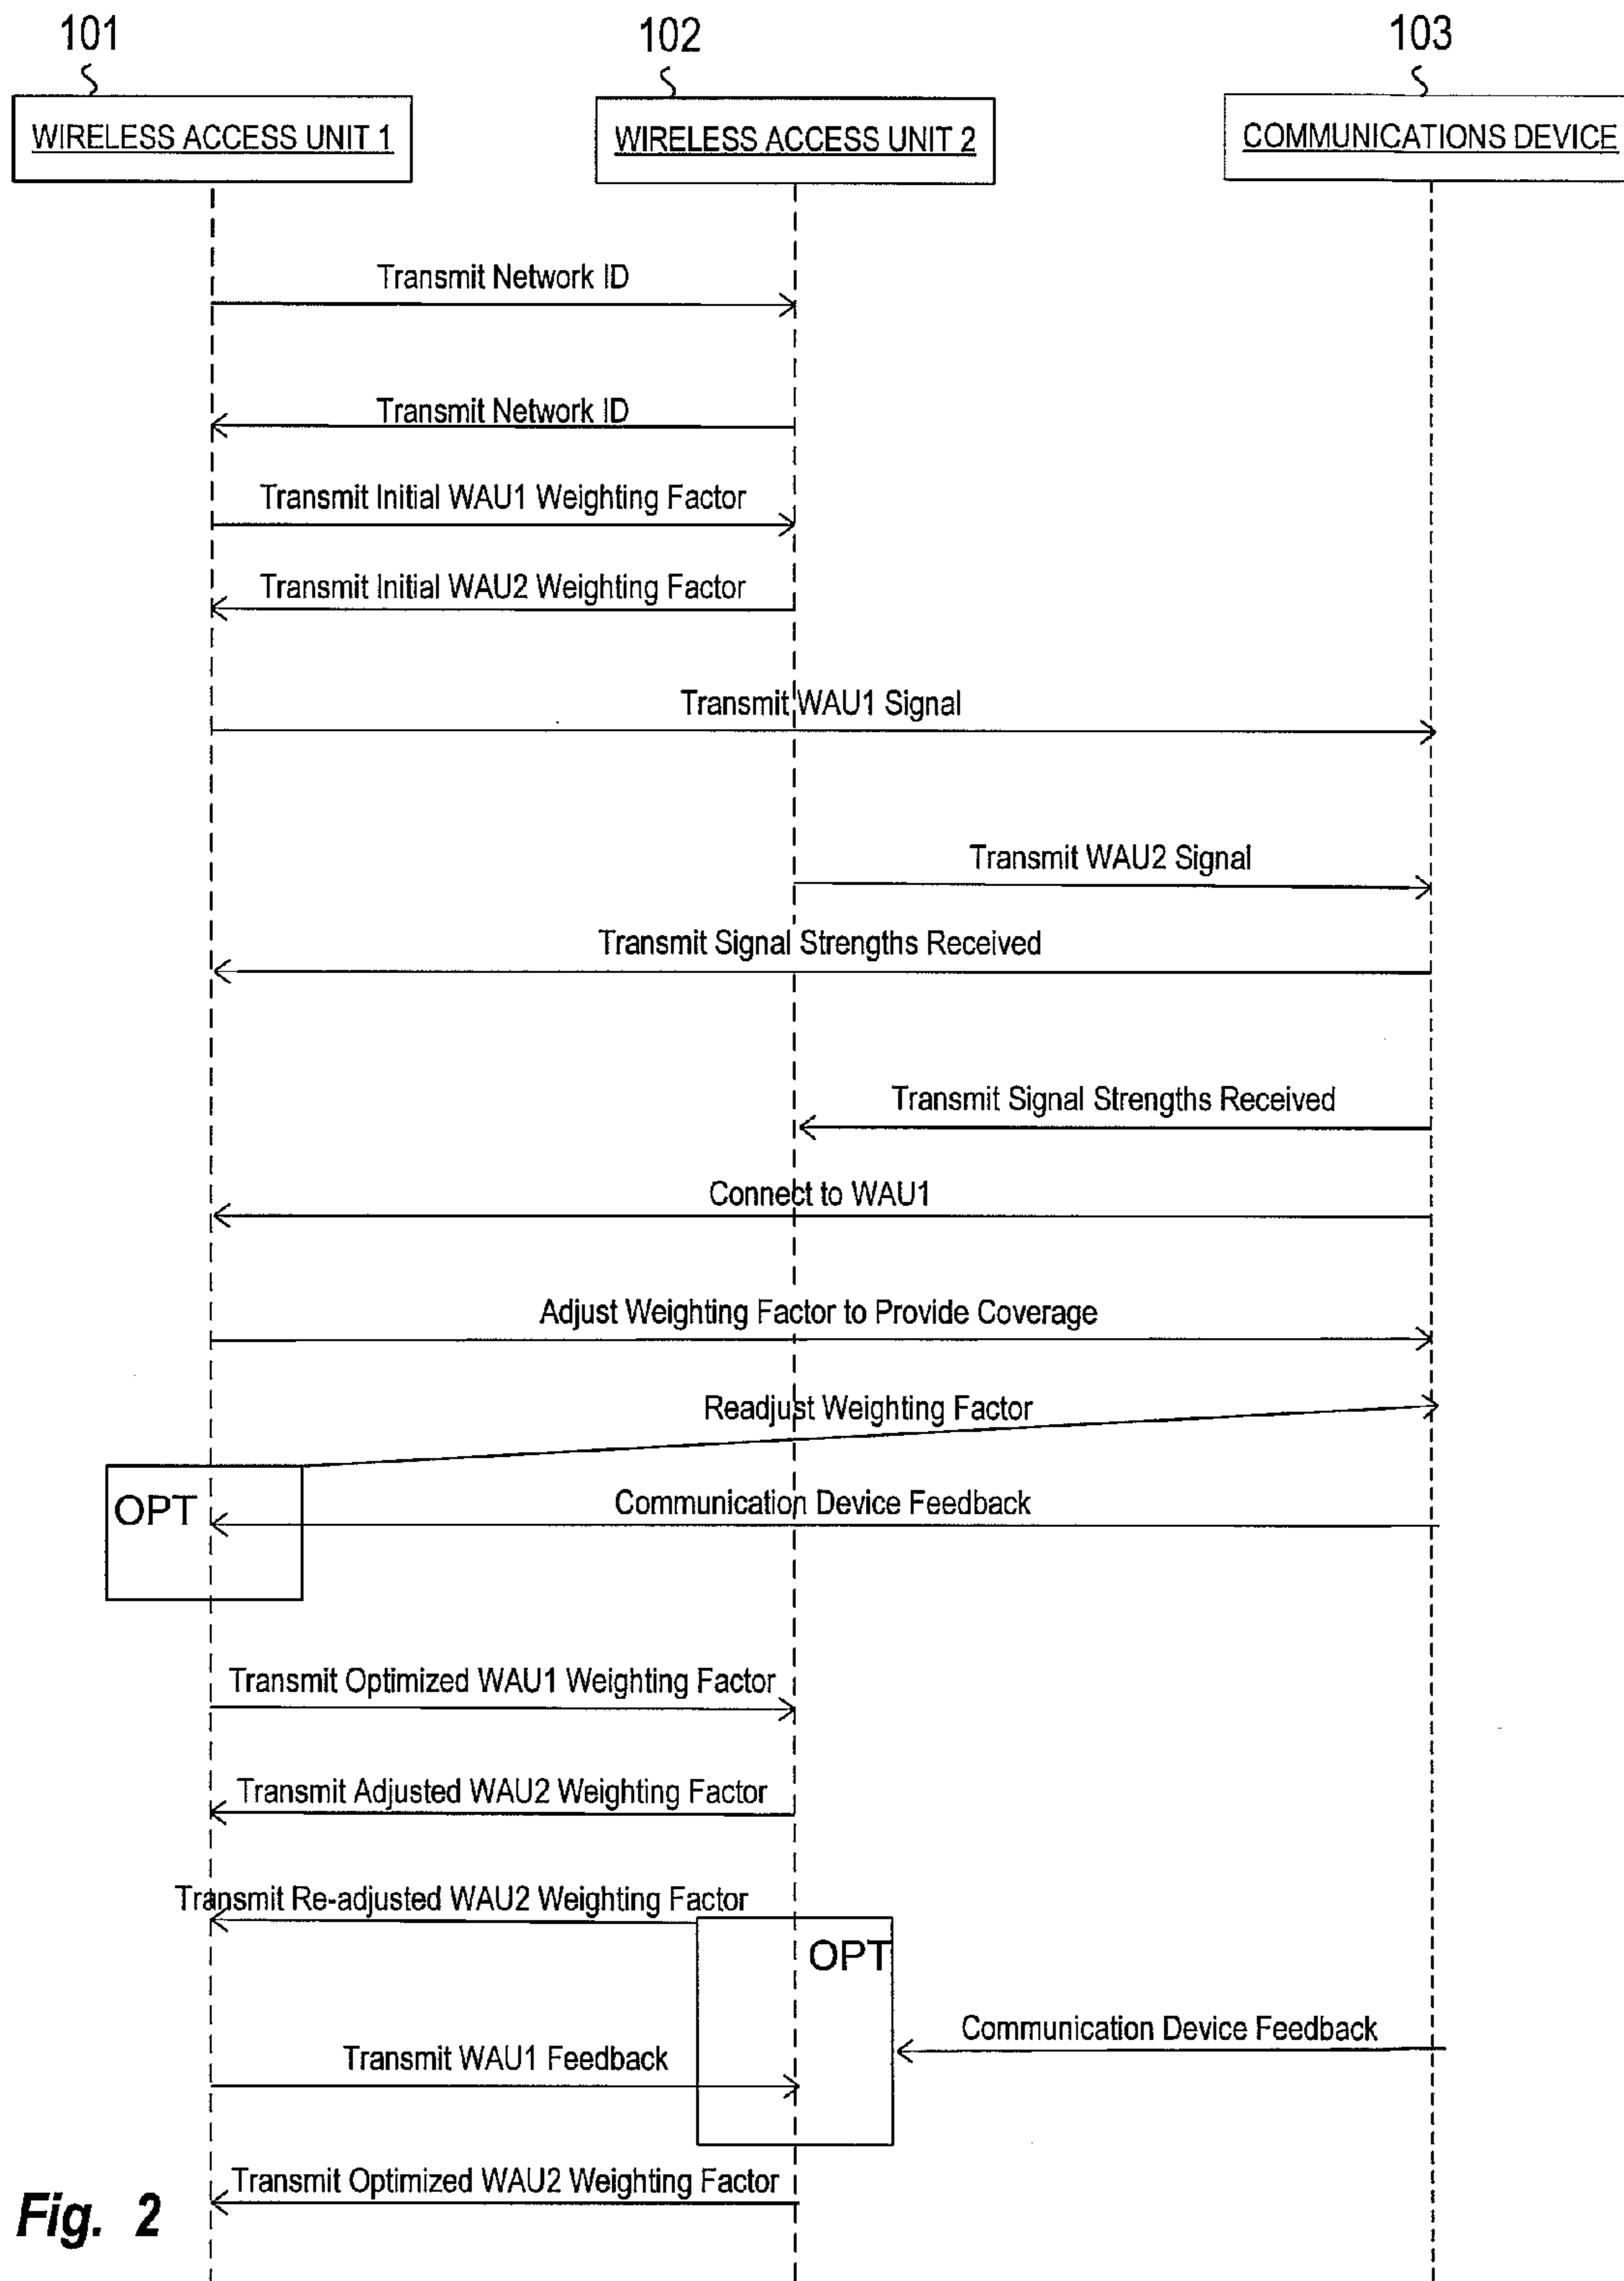 101
102
103
WIRELESS ACCESS UNIT 1
WIRELESS ACCESS UNIT 2
COMMUNICATIONS DEVICE
Transmit Network ID
Transmit Network ID
Transmit Initial WAU1 Weighting Factor
Transmit Initial WAU2 Weighting Factor
Transmit WAU1 Signal
Transmit WAU2 Signal
Transmit Signal Strengths Received
Transmit Signal Strengths Received
Connect to WAU1
Adjust Weighting Factor to Provide Coverage
Readjust Weighting Factor
OPT
Communication Device Feedback
Transmit Optimized WAU1 Weighting Factor
Transmit Adjusted WAU2 Weighting Factor
Transmit Re-adjusted WAU2 Weighting Factor
OPT
Communication Device Feedback
Transmit WAU1 Feedback
Transmit Optimized WAU2 Weighting Factor
Fig. 2